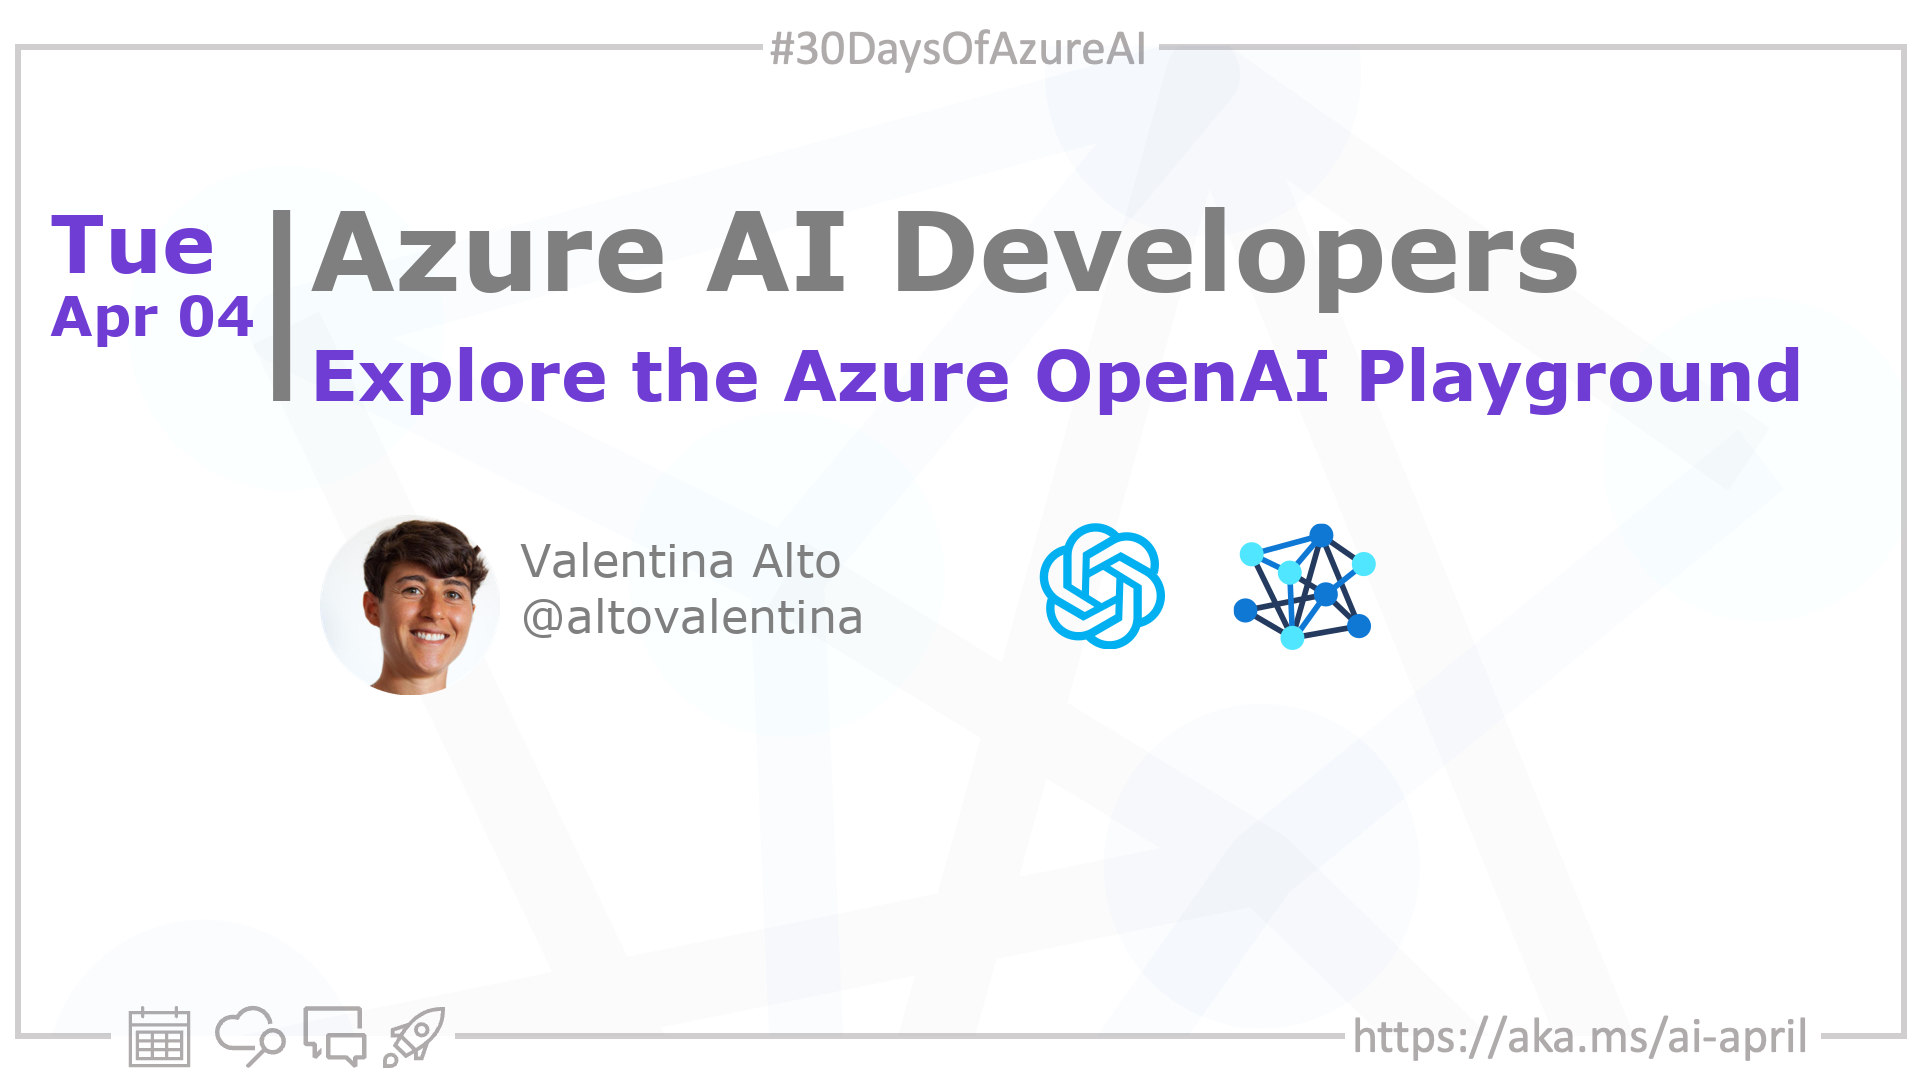 #30DaysOfAzureAI
Tue
Apr 04
Azure AI Developers
Explore the Azure OpenAI Playground
Valentina Alto
@altovalentina
https://aka.ms/ai-april